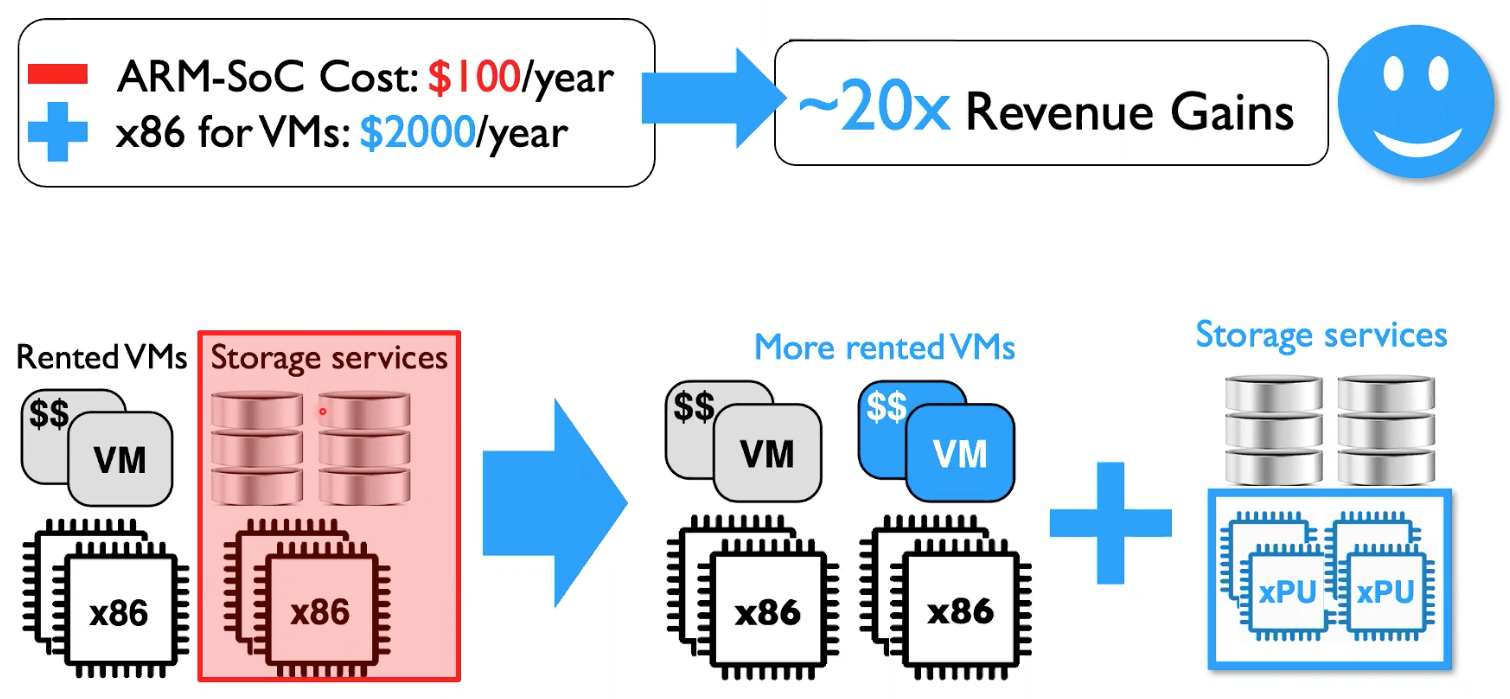 ARM-SoC Cost: $100/year
x86 for VMs: $2000/year
~20x Revenue Gains
Rented VMs
Storage services
More rented VMs
Storage services
$$
VM
$$
VM
$$
VM
x86
x86
x86
x86
xPU
xPU